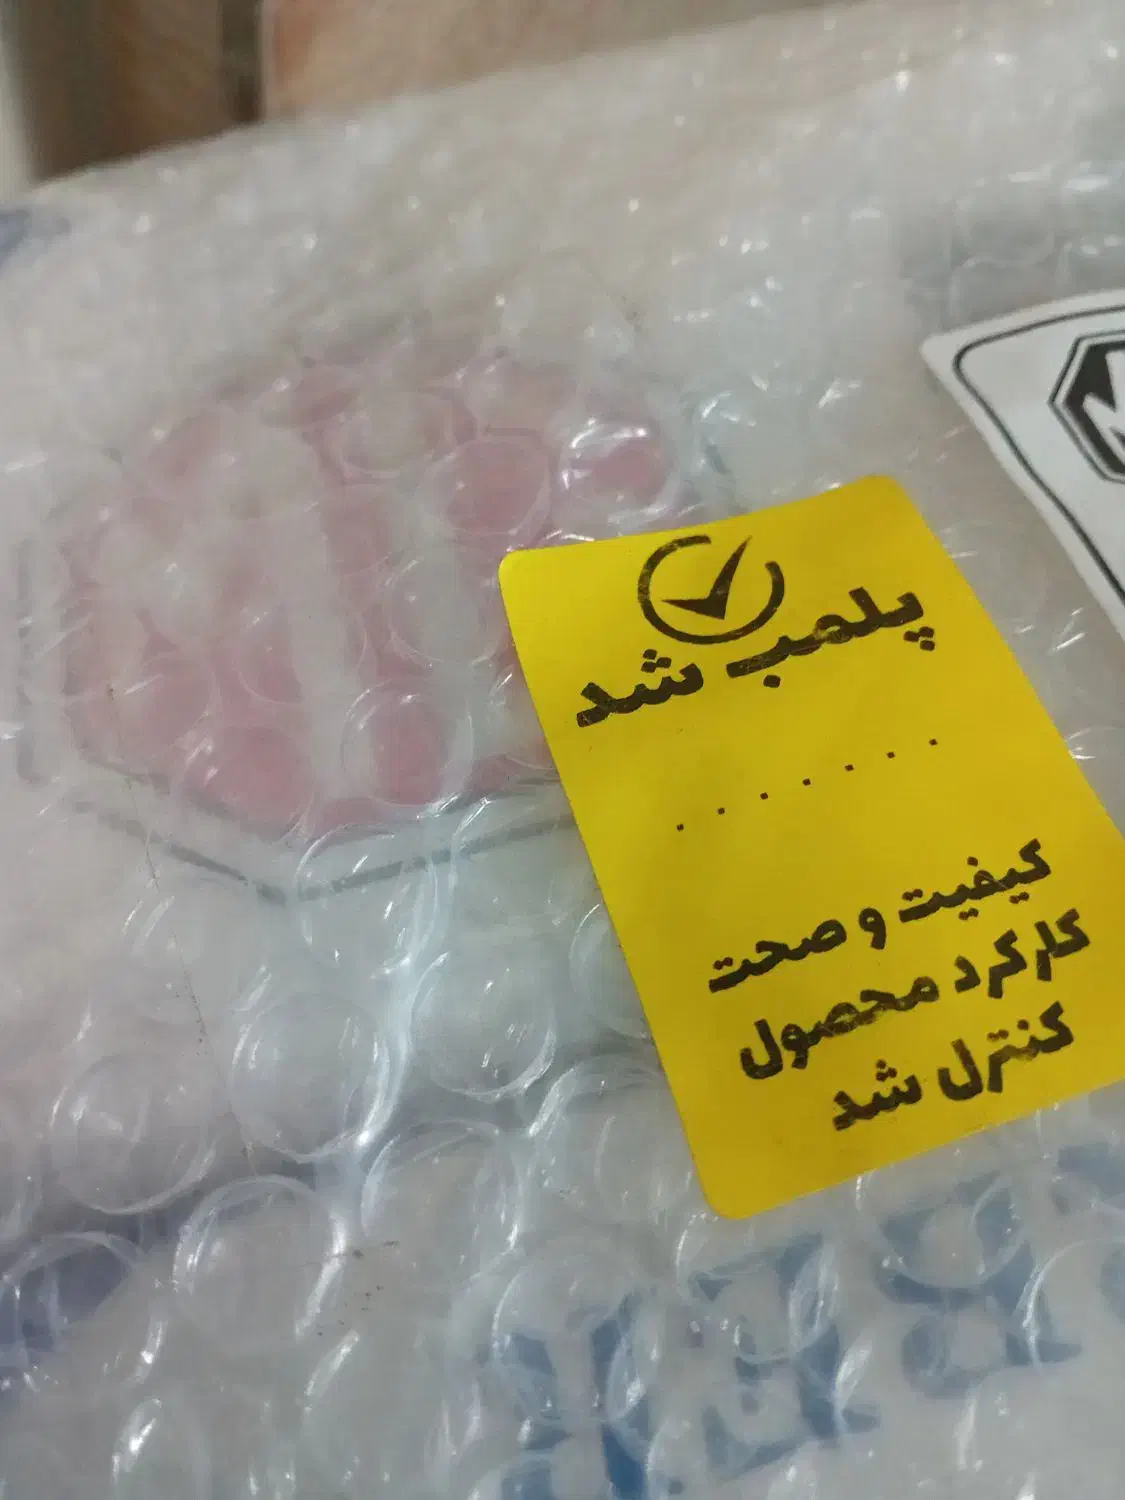 پلمب شد
. . . . . . .
کیفیت و صحت
کارکرد محصول
کنترل شد